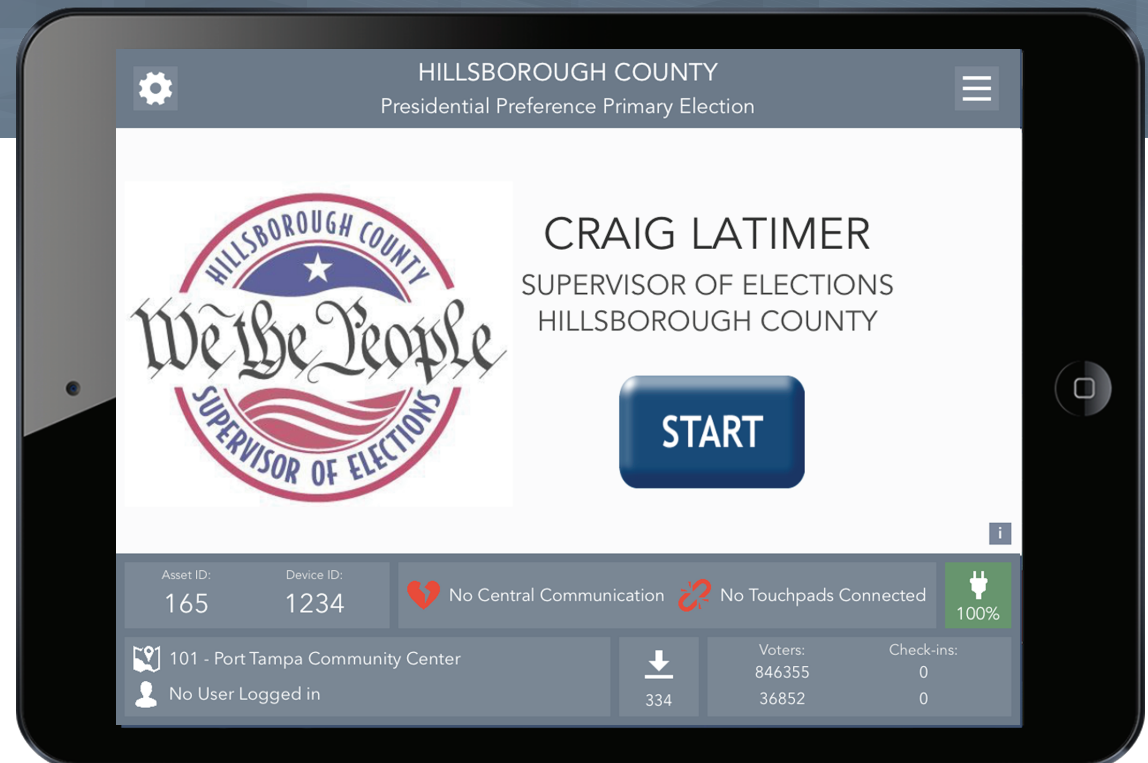 HILLSBOROUGH COUNTY
Presidential Preference Primary Election
HILLSBOROUGH COUNTY
We the People
SUPERVISOR OF ELECTIONS
CRAIG LATIMER
SUPERVISOR OF ELECTIONS
HILLSBOROUGH COUNTY
START
i
Asset ID:
165
Device ID:
1234
No Central Communication
No Touchpads Connected
100%
101 - Port Tampa Community Center
No User Logged in
334
Voters:
846355
36852
Check-ins:
0
0